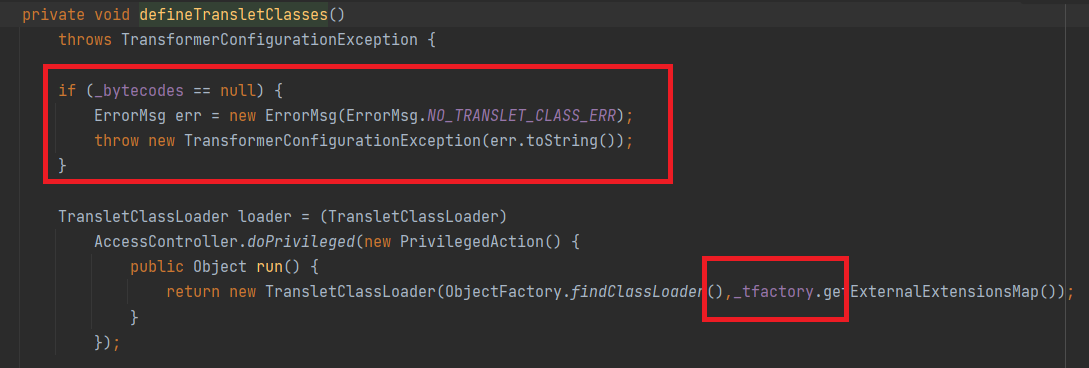 private void defineTransletClasses()
throws TransformerConfigurationException {
if (_bytecodes == null) {
ErrorMsg err = new ErrorMsg(ErrorMsg.NO_TRANSLET_CLASS_ERR);
throw new TransformerConfigurationException(err.toString());
}
TransletClassLoader loader = (TransletClassLoader)
AccessController.doPrivileged(new PrivilegedAction() {
public Object run() {
return new TransletClassLoader(ObjectFactory.findClassLoader(),_tfactory.getExternalExtensionsMap());
}
});